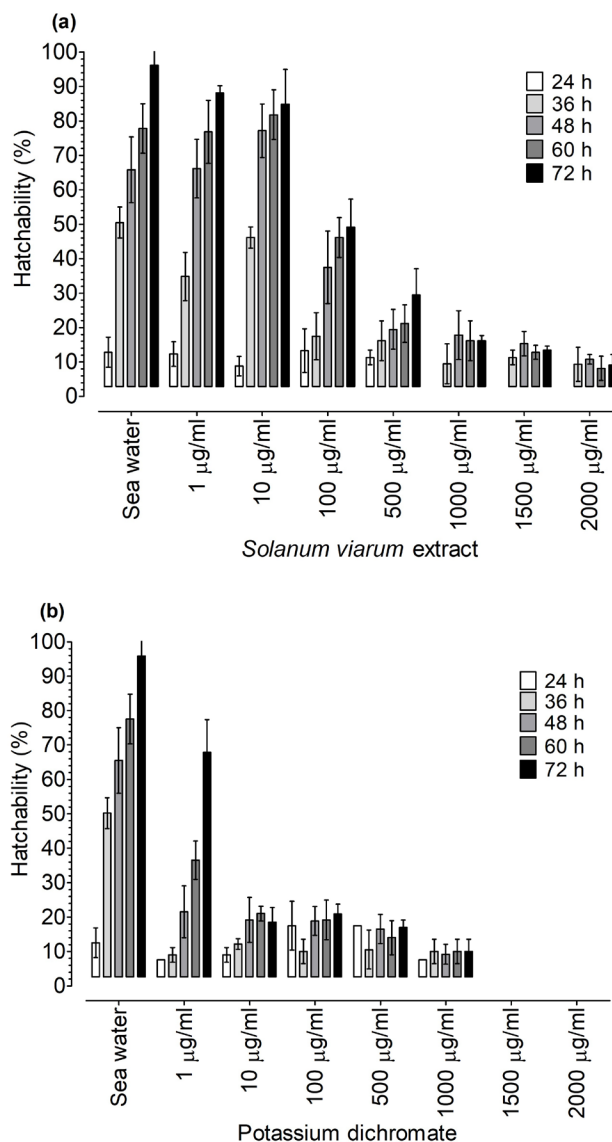 (a)
Hatchability (%)
100
90
80
70
60
50
40
30
20
10
0
24 h
36 h
48 h
60 h
72 h
Sea water
1 μg/ml
10 μg/ml
100 μg/ml
500 μg/ml
1000 μg/ml
1500 μg/ml
2000 μg/ml
Solanum viarum extract
(b)
Hatchability (%)
100
90
80
70
60
50
40
30
20
10
0
24 h
36 h
48 h
60 h
72 h
Sea water
1 μg/ml
10 μg/ml
100 μg/ml
500 μg/ml
1000 μg/ml
1500 μg/ml
2000 μg/ml
Potassium dichromate